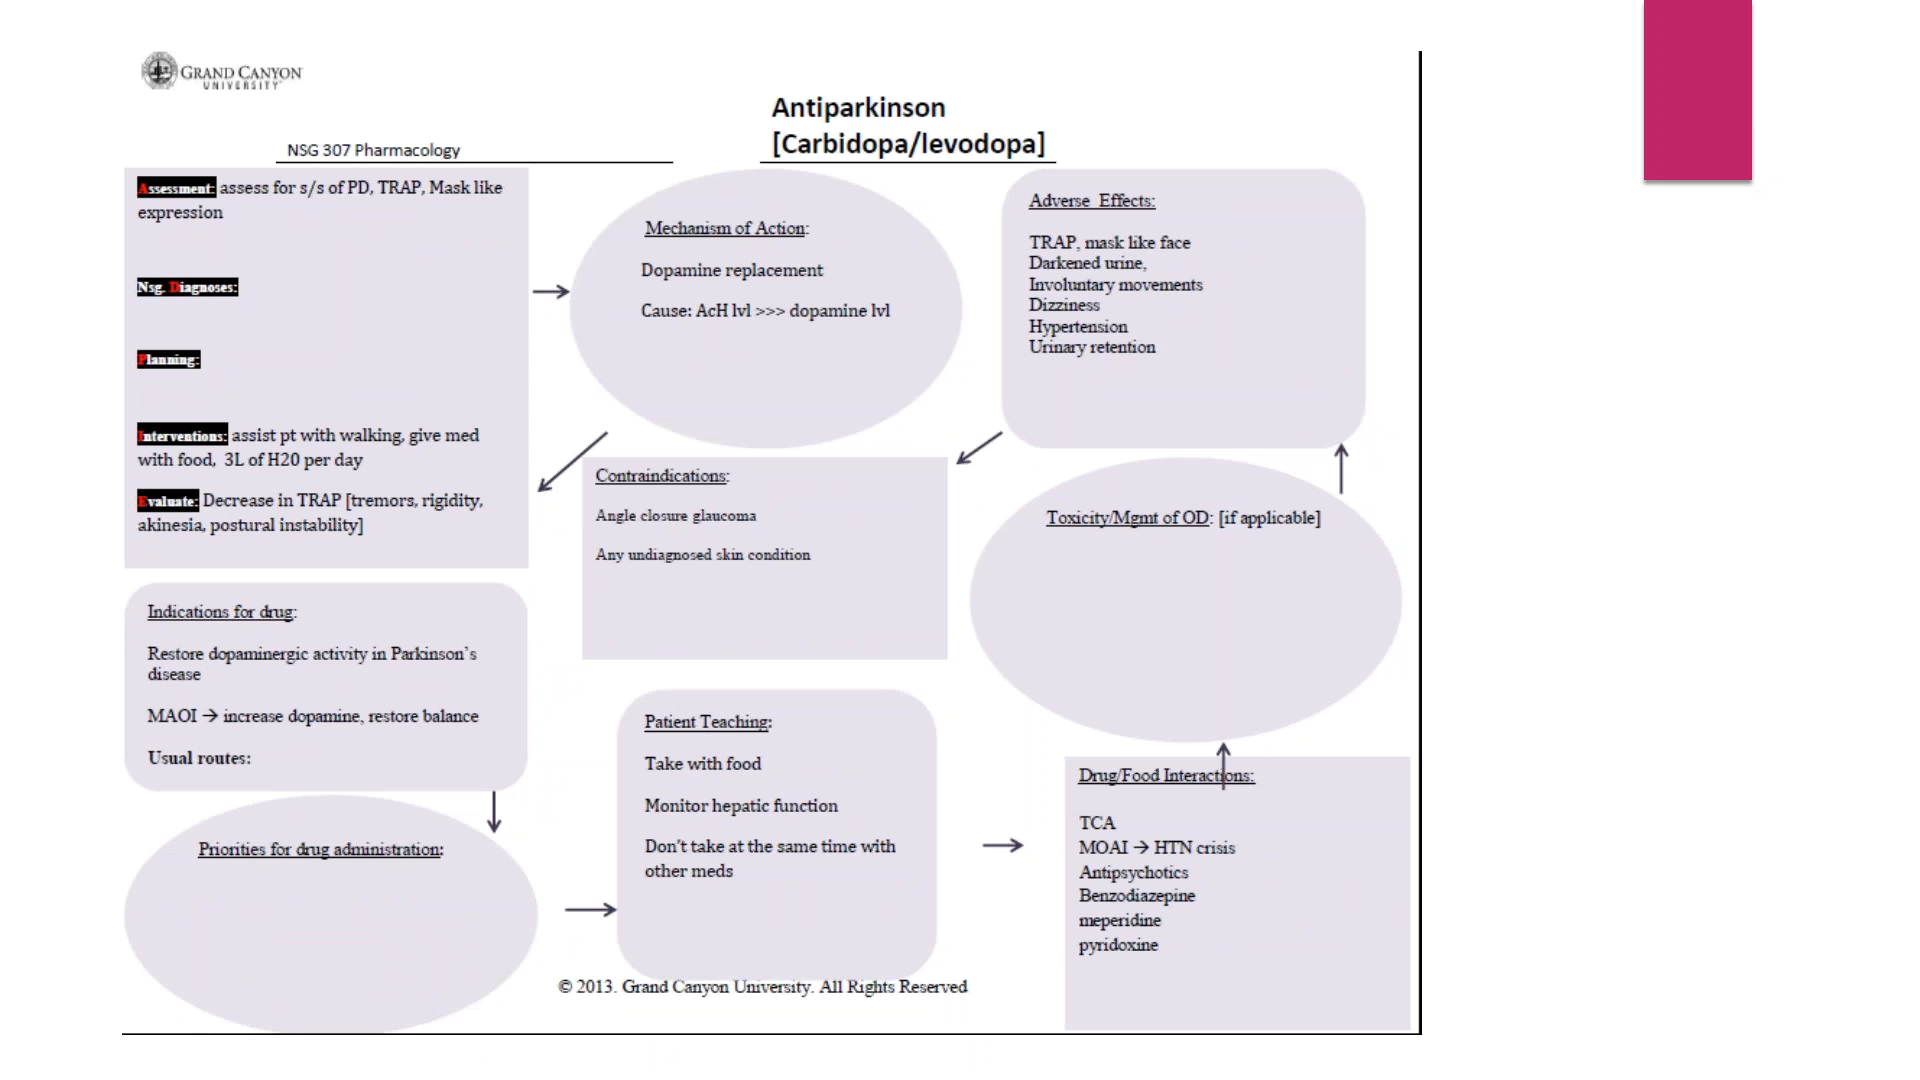 GRAND CANYON
UNIVERSITY
Antiparkinson
[Carbidopa/levodopa]
NSG 307 Pharmacology
Assessment: assess for s/s of PD, TRAP, Mask like
expression
Nsg. Diagnoses:
Planning:
Interventions: assist pt with walking, give med
with food, 3L of H20 per day
Evaluate: Decrease in TRAP [tremors, rigidity,
akinesia, postural instability]
Mechanism of Action:
Dopamine replacement
Cause: AcH lvl >>> dopamine lvl
Adverse Effects:
TRAP, mask like face
Darkened urine,
Involuntary movements
Dizziness
Hypertension
Urinary retention
Contraindications:
Angle closure glaucoma
Any undiagnosed skin condition
Toxicity/Mgmt of OD: [if applicable]
Indications for drug:
Restore dopaminergic activity in Parkinson's
disease
MAOI → increase dopamine, restore balance
Usual routes:
Priorities for drug administration:
Patient Teaching:
Take with food
Monitor hepatic function
Don't take at the same time with
other meds
Drug/Food Interactions:
TCA
MOAI → HTN crisis
Antipsychotics
Benzodiazepine
meperidine
pyridoxine
© 2013. Grand Canyon University. All Rights Reserved